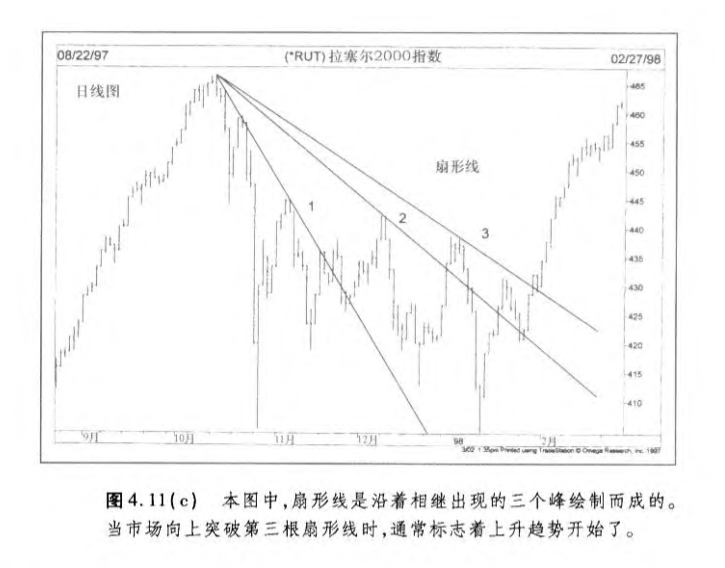 08/22/97 (*RUT) 拉塞尔2000指数 02/27/98
日线图
扇形线
1
2
3
465
460
455
450
445
440
435
430
425
420
415
410
9月 10月 11月 12月 98 2月
3/02 1:35pm Printed using TradeStation © Omega Research, Inc. 1997
图4.11(c) 本图中,扇形线是沿着相继出现的三个峰绘制而成的。
当市场向上突破第三根扇形线时,通常标志着上升趋势开始了。